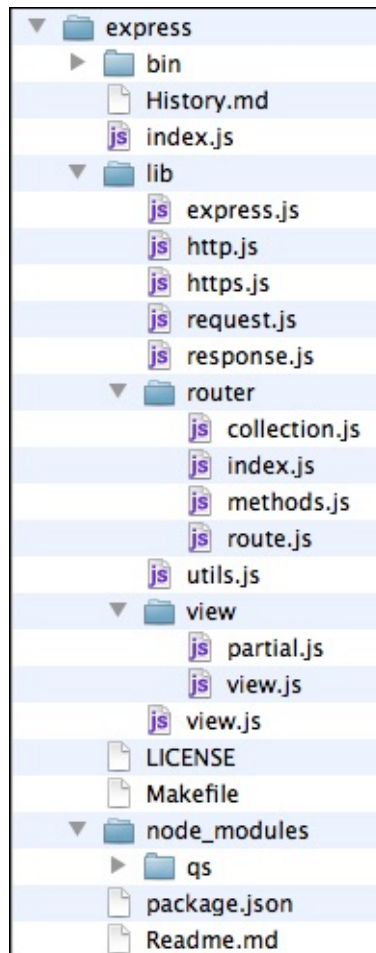 express
bin
History.md
js index.js
lib
js express.js
js http.js
js https.js
js request.js
js response.js
router
js collection.js
js index.js
js methods.js
js route.js
js utils.js
view
js partial.js
js view.js
js view.js
LICENSE
Makefile
node_modules
qs
package.json
Readme.md